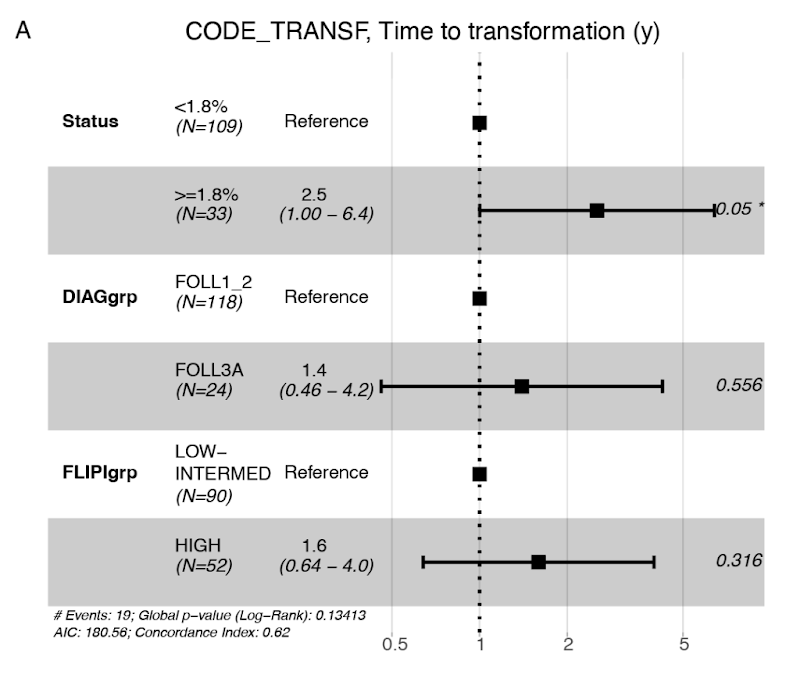 A
CODE_TRANSF, Time to transformation (y)
<1.8%
Status (N=109) Reference
>=1.8% 2.5
(N=33) (1.00 – 6.4) 0.05 *
FOLL1_2
DIAGgrp (N=118) Reference
FOLL3A 1.4
(N=24) (0.46 – 4.2) 0.556
LOW–
FLIPIgrp INTERMED Reference
(N=90)
HIGH 1.6
(N=52) (0.64 – 4.0) 0.316
# Events: 19; Global p–value (Log–Rank): 0.13413
AIC: 180.56; Concordance Index: 0.62
0.5 1 2 5